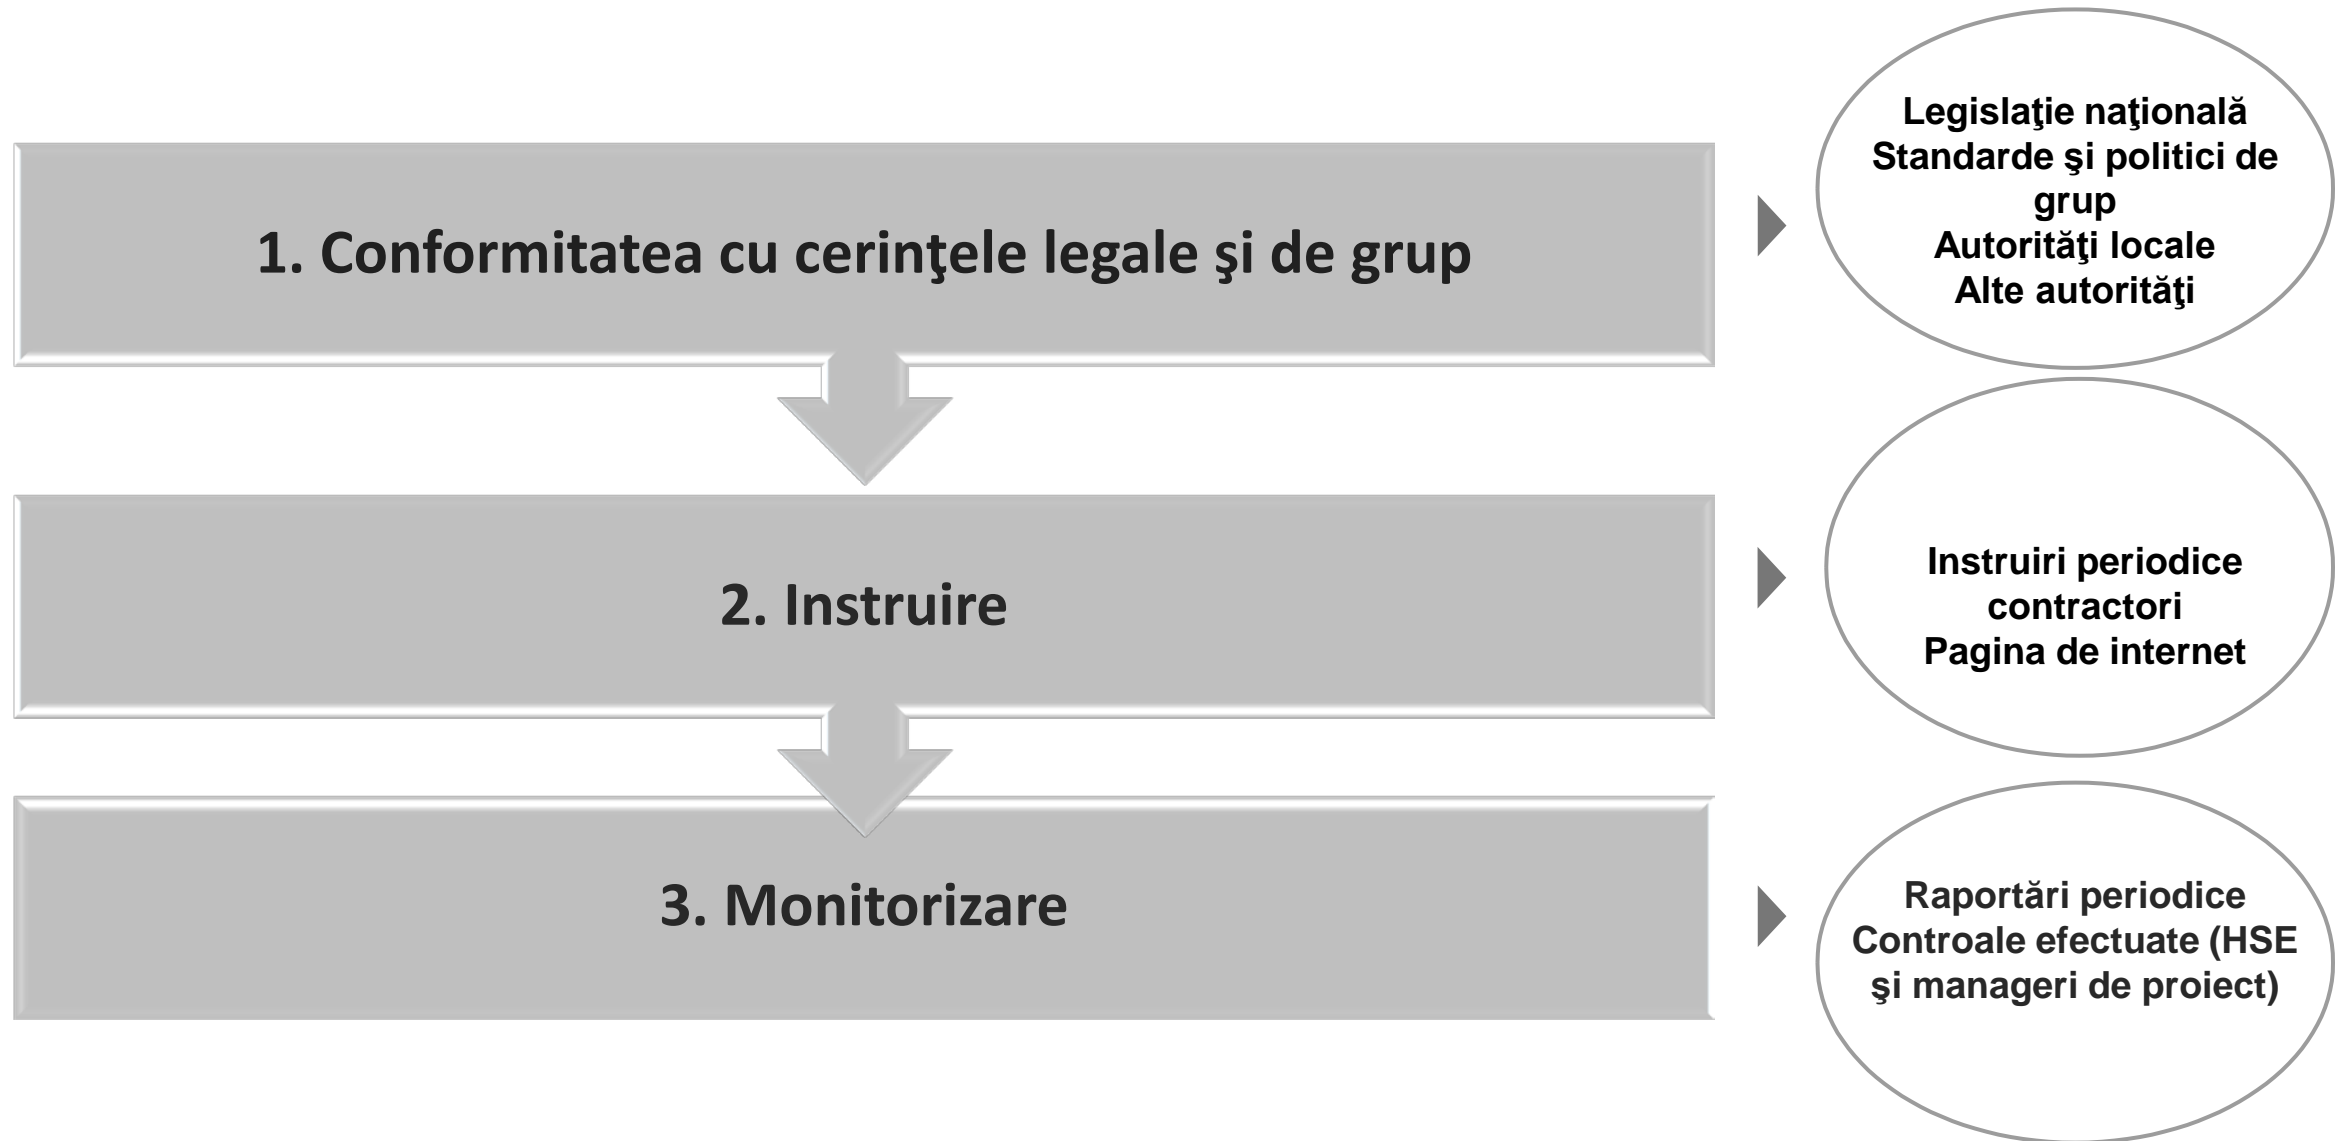 1. Conformitatea cu cerinţele legale şi de grup
Legislaţie naţională
Standarde şi politici de
grup
Autorităţi locale
Alte autorităţi
2. Instruire
Instruiri periodice
contractori
Pagina de internet
3. Monitorizare
Raportări periodice
Controale efectuate (HSE
şi manageri de proiect)